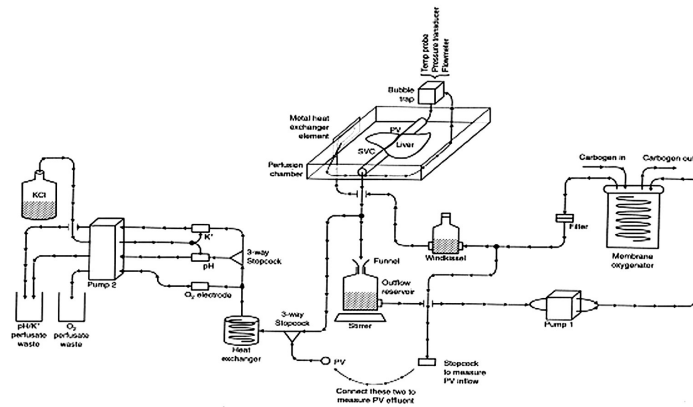 Temp probe
Pressure transducer
Flowmeter
Bubble
trap
Metal heat
exchanger
element
PV
Liver
SVC
Perfusion
chamber
Carbogen in
Carbogen out
KCl
K+
Filter
Windkessel
Membrane
oxygenator
3-way
Stopcock
pH
Funnel
Pump 2
Outflow
reservoir
O2 electrode
3-way
Stopcock
Stirrer
Pump 1
pH/K+
perfusate
waste
O2
perfusate
waste
Heat
exchanger
PV
Stopcock
to measure
PV inflow
Connect these two to
measure PV effluent